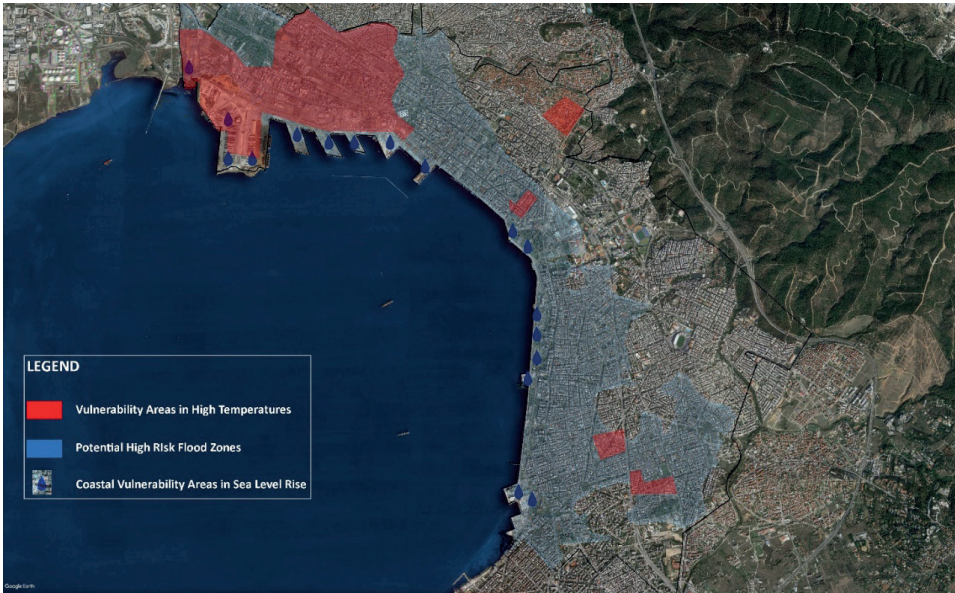 LEGEND
Vulnerability Areas in High Temperatures
Potential High RIsk Flood Zones
Coastal Vulnerability Areas in Sea Level Rise
Google Earth